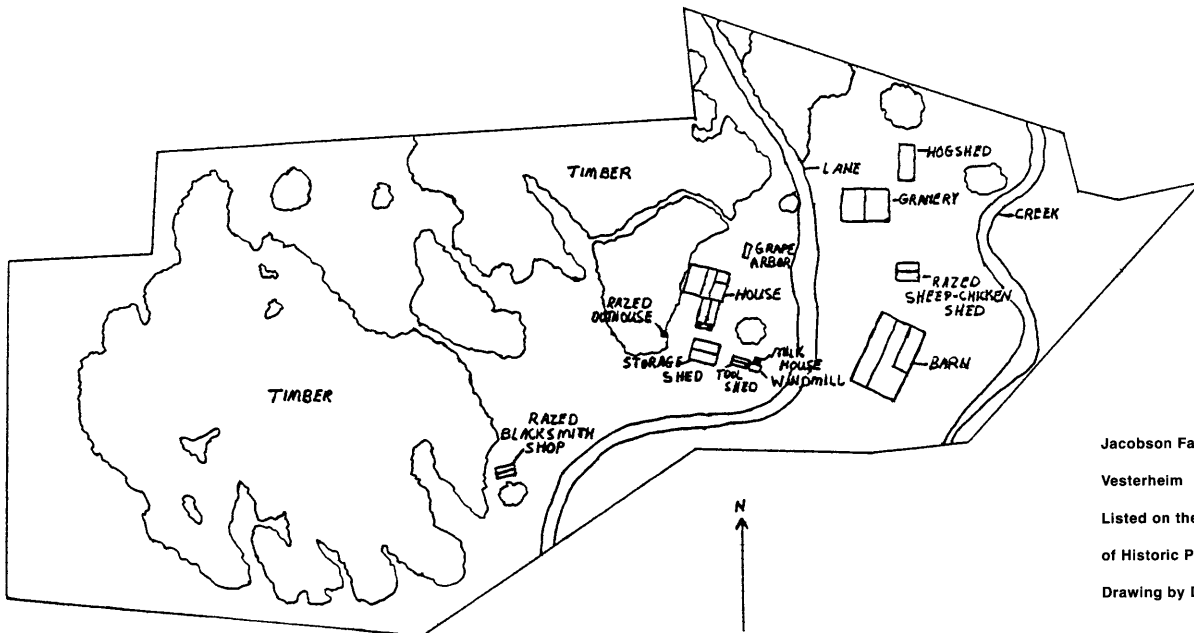 TIMBER
HOGSHED
LANE
GRANERY
CREEK
GRAPE
ARBOR
HOUSE
RAZED
SHEEP-CHICKEN
SHED
RAZED
OUTHOUSE
STORAGE
SHED
TOOL
SHED
MILK
HOUSE
WINDMILL
BARN
TIMBER
RAZED
BLACKSMITH
SHOP
N
Jacobson Fa
Vesterheim
Listed on the
of Historic P
Drawing by